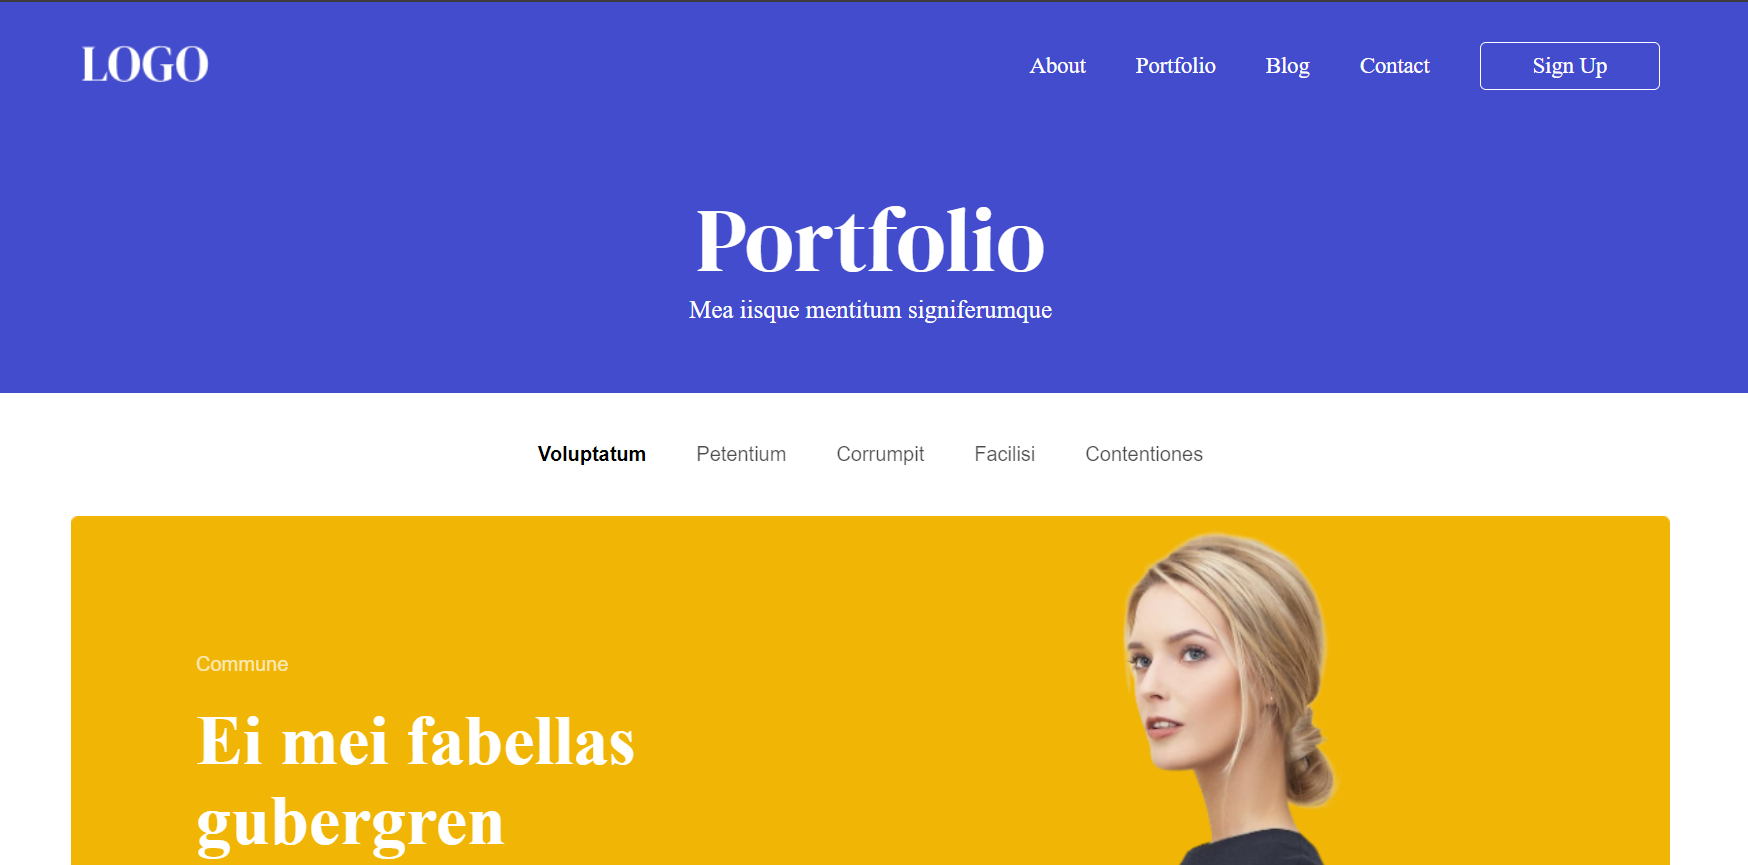 LOGO
About Portfolio Blog Contact Sign Up
Portfolio
Mea iisque mentitum signiferumque
Voluptatum Petentium Corrumpit Facilisi Contentiones
Commune
Ei mei fabellas
gubergren